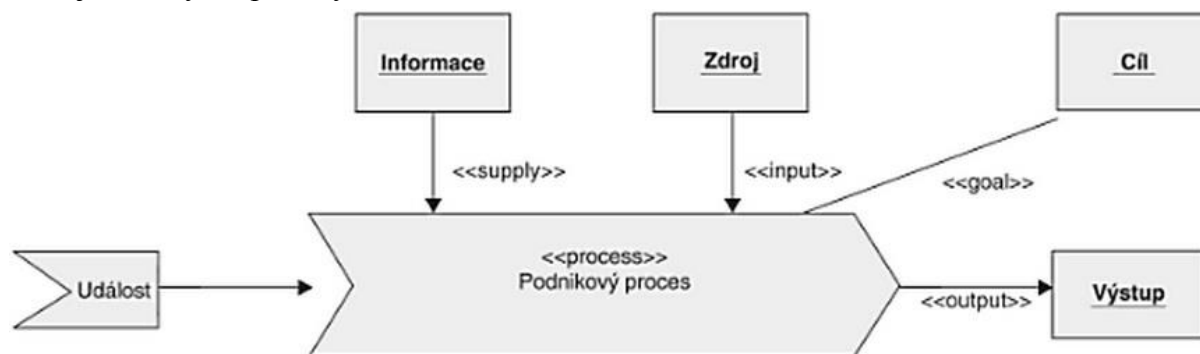 Informace
Zdroj
Cíl
<<supply>>
<<input>>
<<goal>>
<<process>>
Podnikový proces
Událost
<<output>>
Výstup